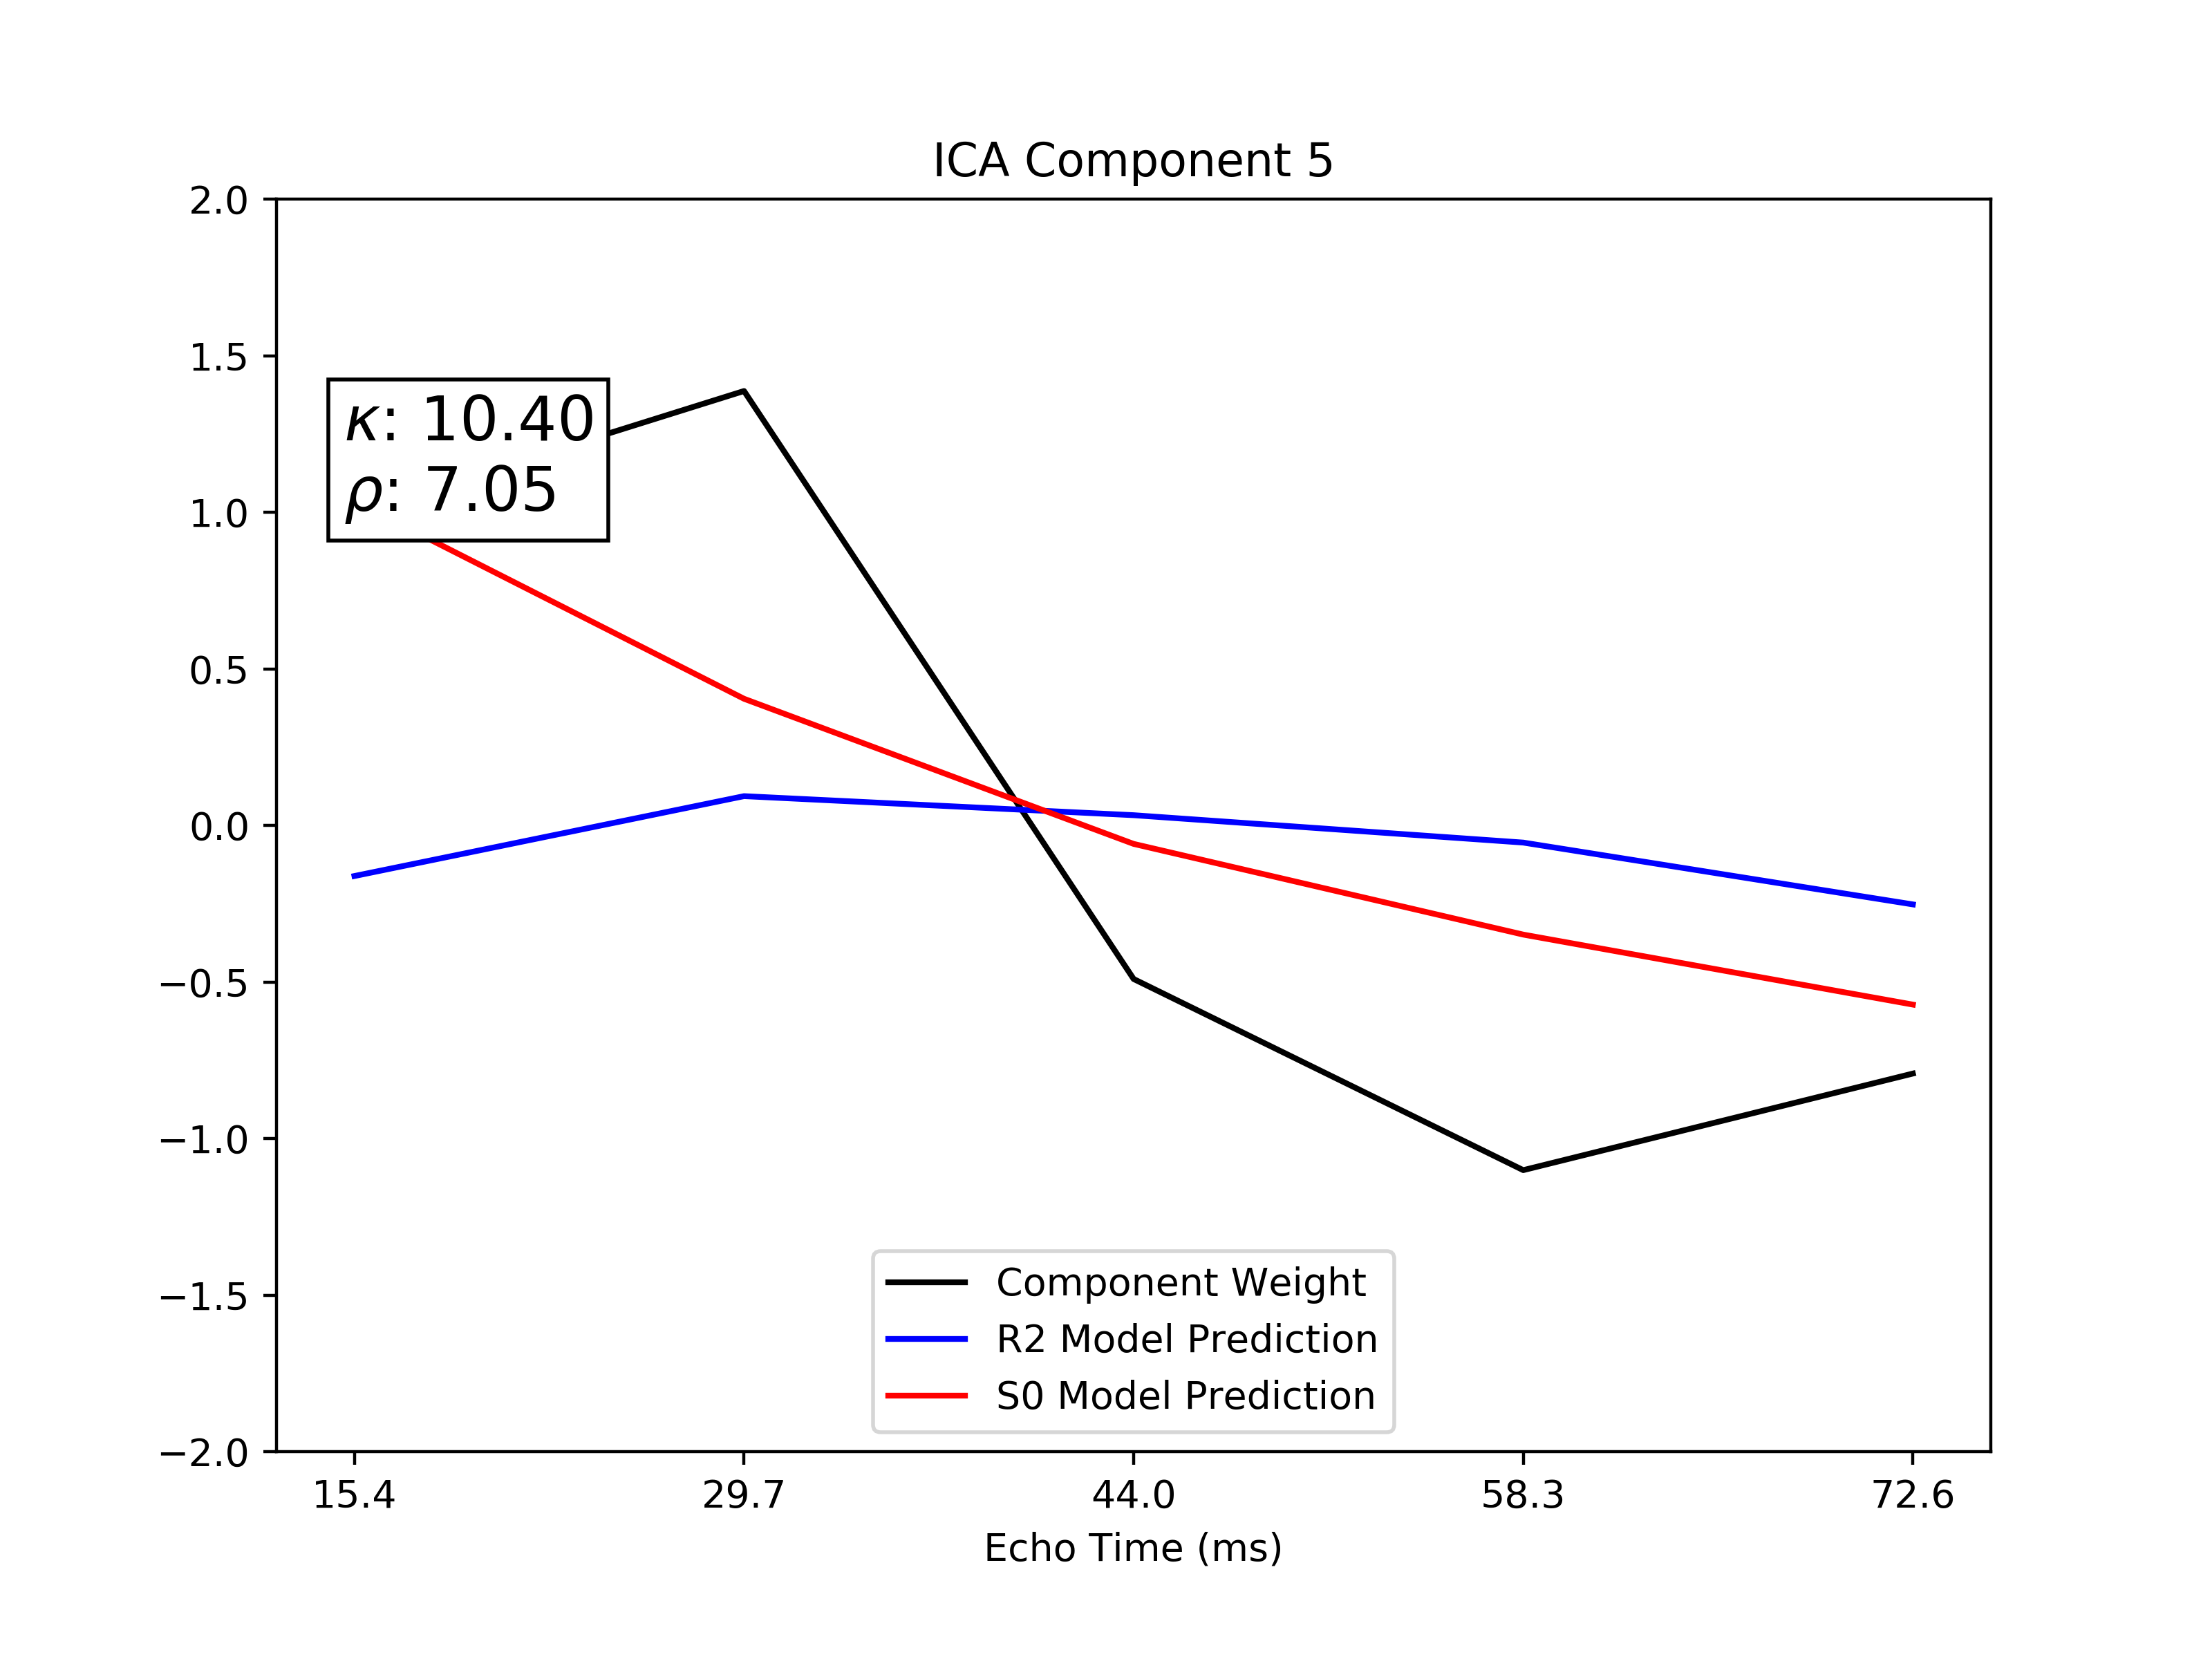 ICA Component 5
2.0
1.5
1.0
0.5
0.0
−0.5
−1.0
−1.5
−2.0
κ: 10.40
ρ: 7.05
Component Weight
R2 Model Prediction
S0 Model Prediction
15.4 29.7 44.0 58.3 72.6
Echo Time (ms)